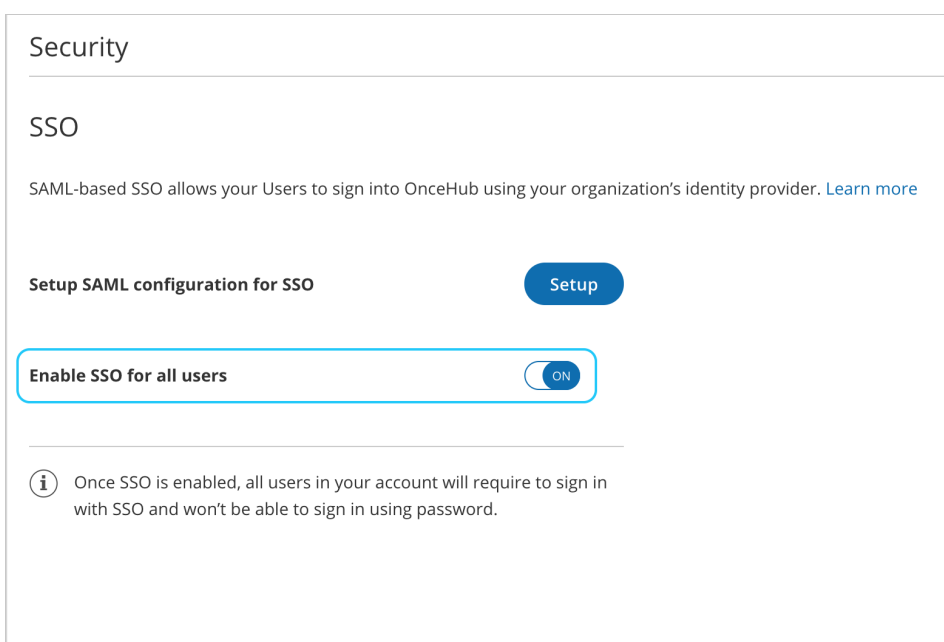 Security
SSO
SAML-based SSO allows your Users to sign into OnceHub using your organization’s identity provider. Learn more
Setup SAML configuration for SSO Setup
Enable SSO for all users ON
i Once SSO is enabled, all users in your account will require to sign in
with SSO and won’t be able to sign in using password.